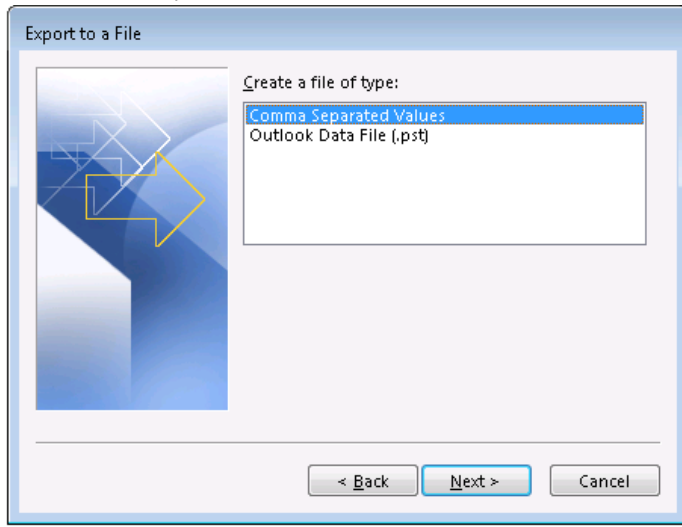 Export to a File
Create a file of type:
Comma Separated Values
Outlook Data File (.pst)
< Back
Next >
Cancel